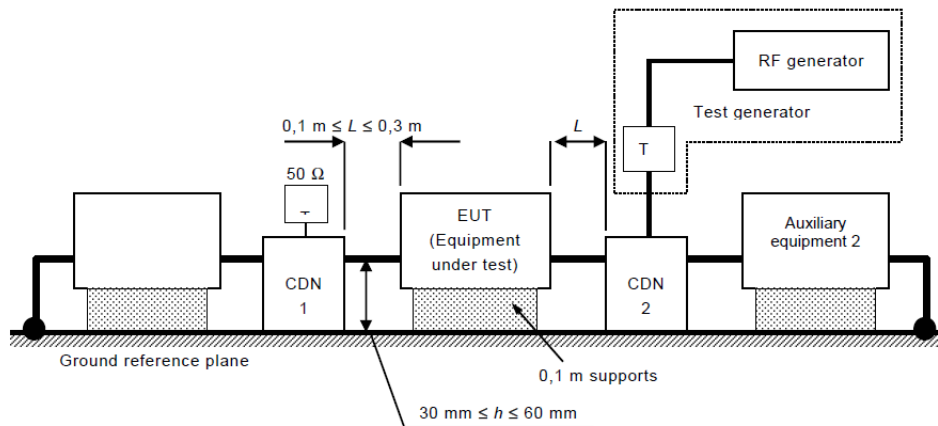 RF generator
Test generator
0,1 m ≤ L ≤ 0,3 m
L
T
50 Ω
EUT
(Equipment
under test)
Auxiliary
equipment 2
CDN
1
CDN
2
Ground reference plane
0,1 m supports
30 mm ≤ h ≤ 60 mm